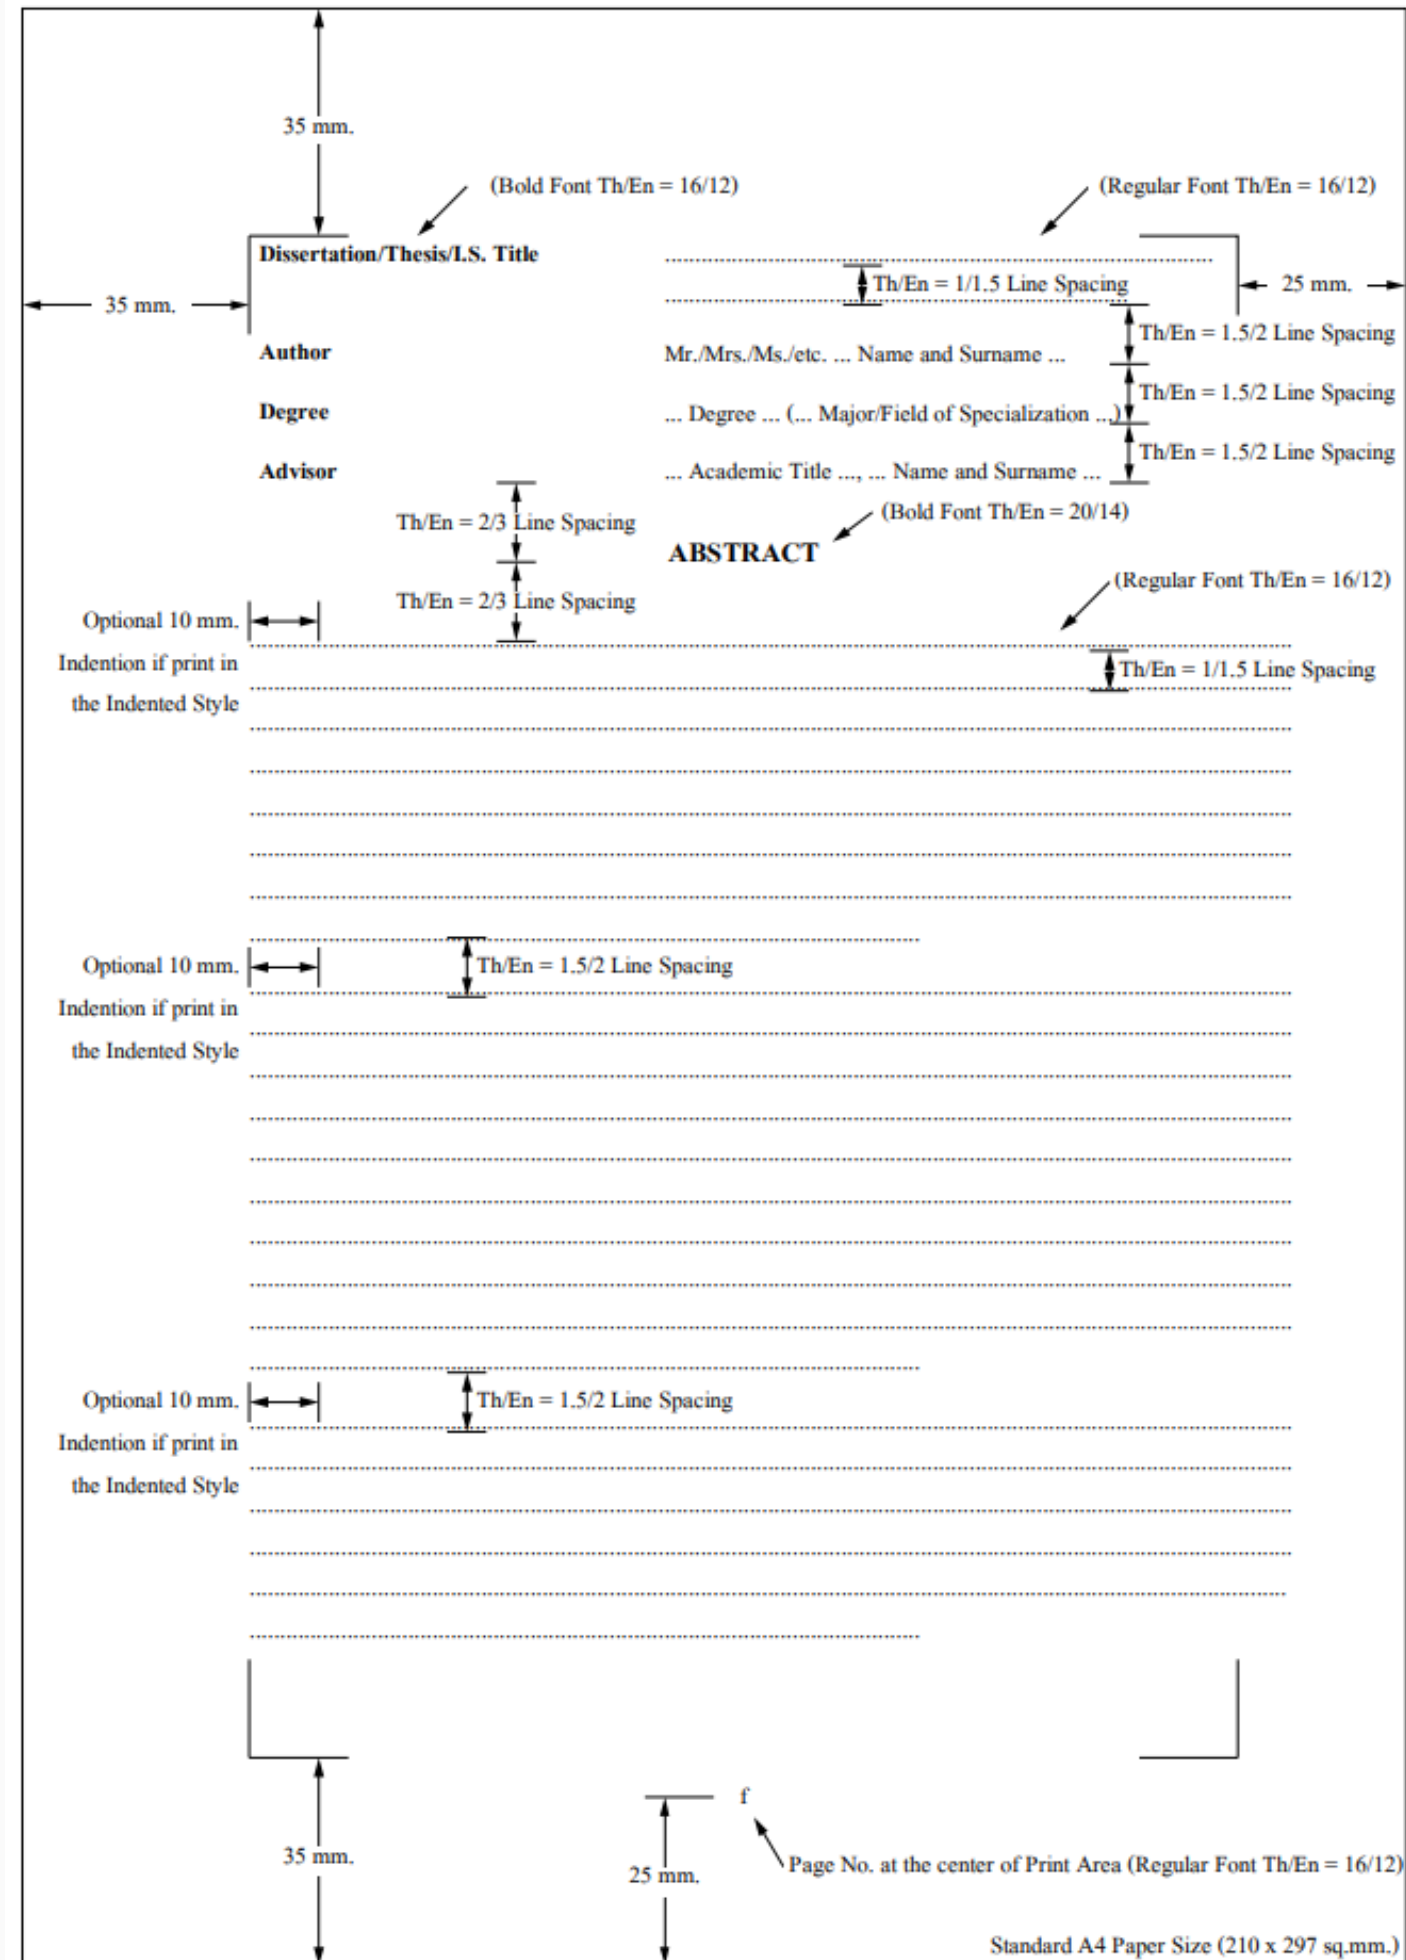 35 mm.
(Bold Font Th/En = 16/12)
(Regular Font Th/En = 16/12)
Dissertation/Thesis/I.S. Title
Th/En = 1/1.5 Line Spacing
35 mm.
25 mm.
Th/En = 1.5/2 Line Spacing
Author
Mr./Mrs./Ms./etc. ... Name and Surname ...
Th/En = 1.5/2 Line Spacing
Degree
... Degree ... (... Major/Field of Specialization ...)
Th/En = 1.5/2 Line Spacing
Advisor
... Academic Title ..., ... Name and Surname ...
(Bold Font Th/En = 20/14)
Th/En = 2/3 Line Spacing
ABSTRACT
(Regular Font Th/En = 16/12)
Th/En = 2/3 Line Spacing
Optional 10 mm.
Indention if print in
the Indented Style
Th/En = 1/1.5 Line Spacing
Optional 10 mm.
Indention if print in
the Indented Style
Th/En = 1.5/2 Line Spacing
Optional 10 mm.
Indention if print in
the Indented Style
Th/En = 1.5/2 Line Spacing
f
35 mm.
25 mm.
Page No. at the center of Print Area (Regular Font Th/En = 16/12)
Standard A4 Paper Size (210 x 297 sq.mm.)